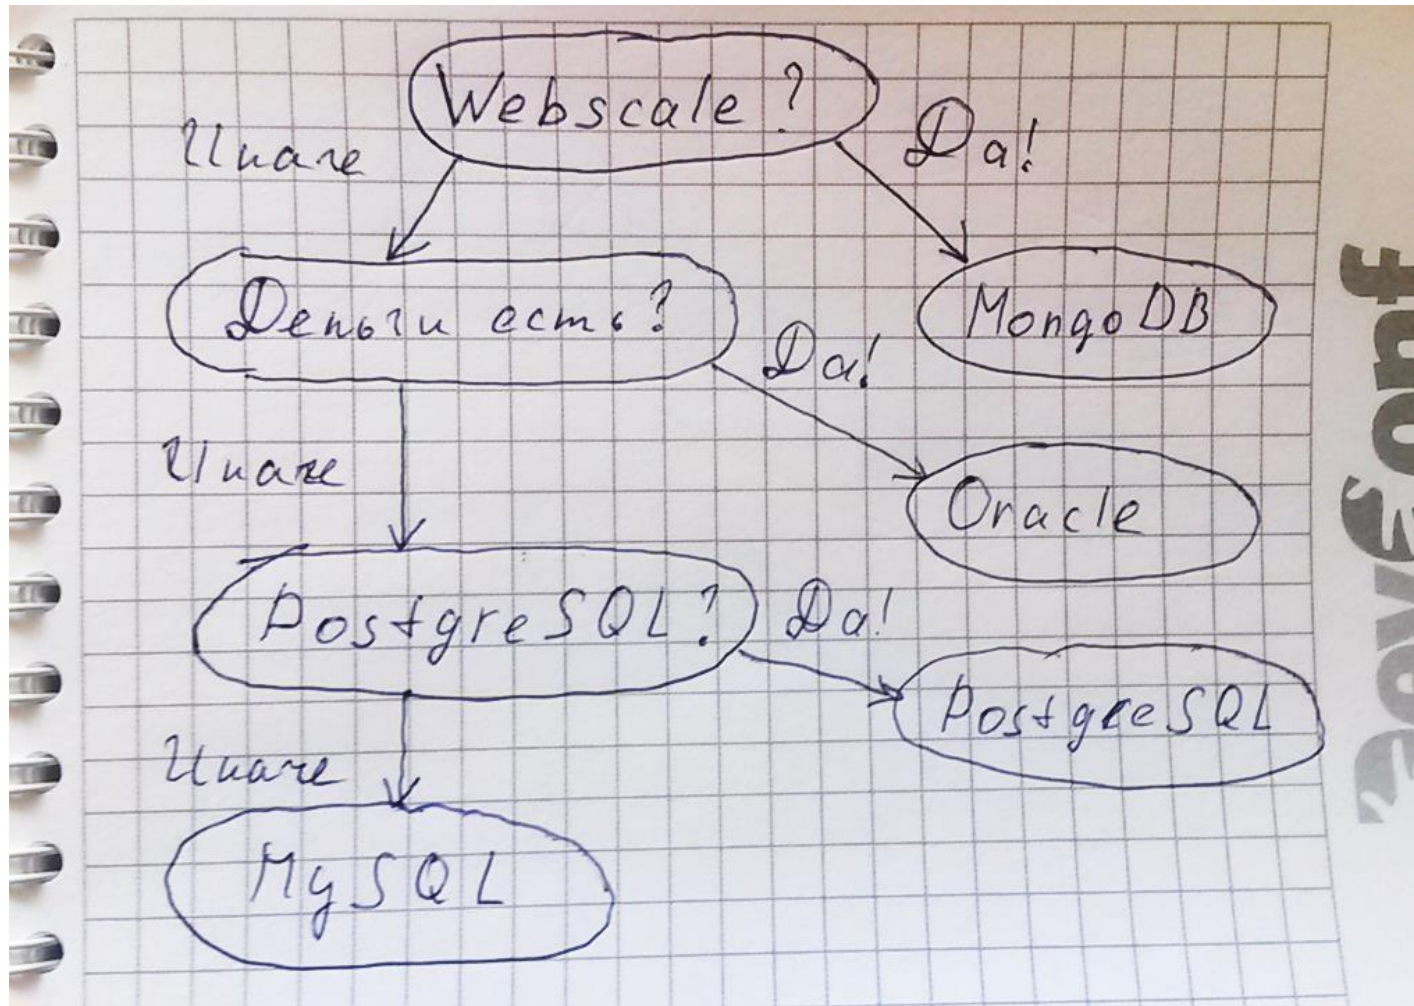 Webscale?
Иначе
Да!
Деньги есть?
MongoDB
Да!
Иначе
Oracle
PostgreSQL?
Да!
PostgreSQL
Иначе
MySQL